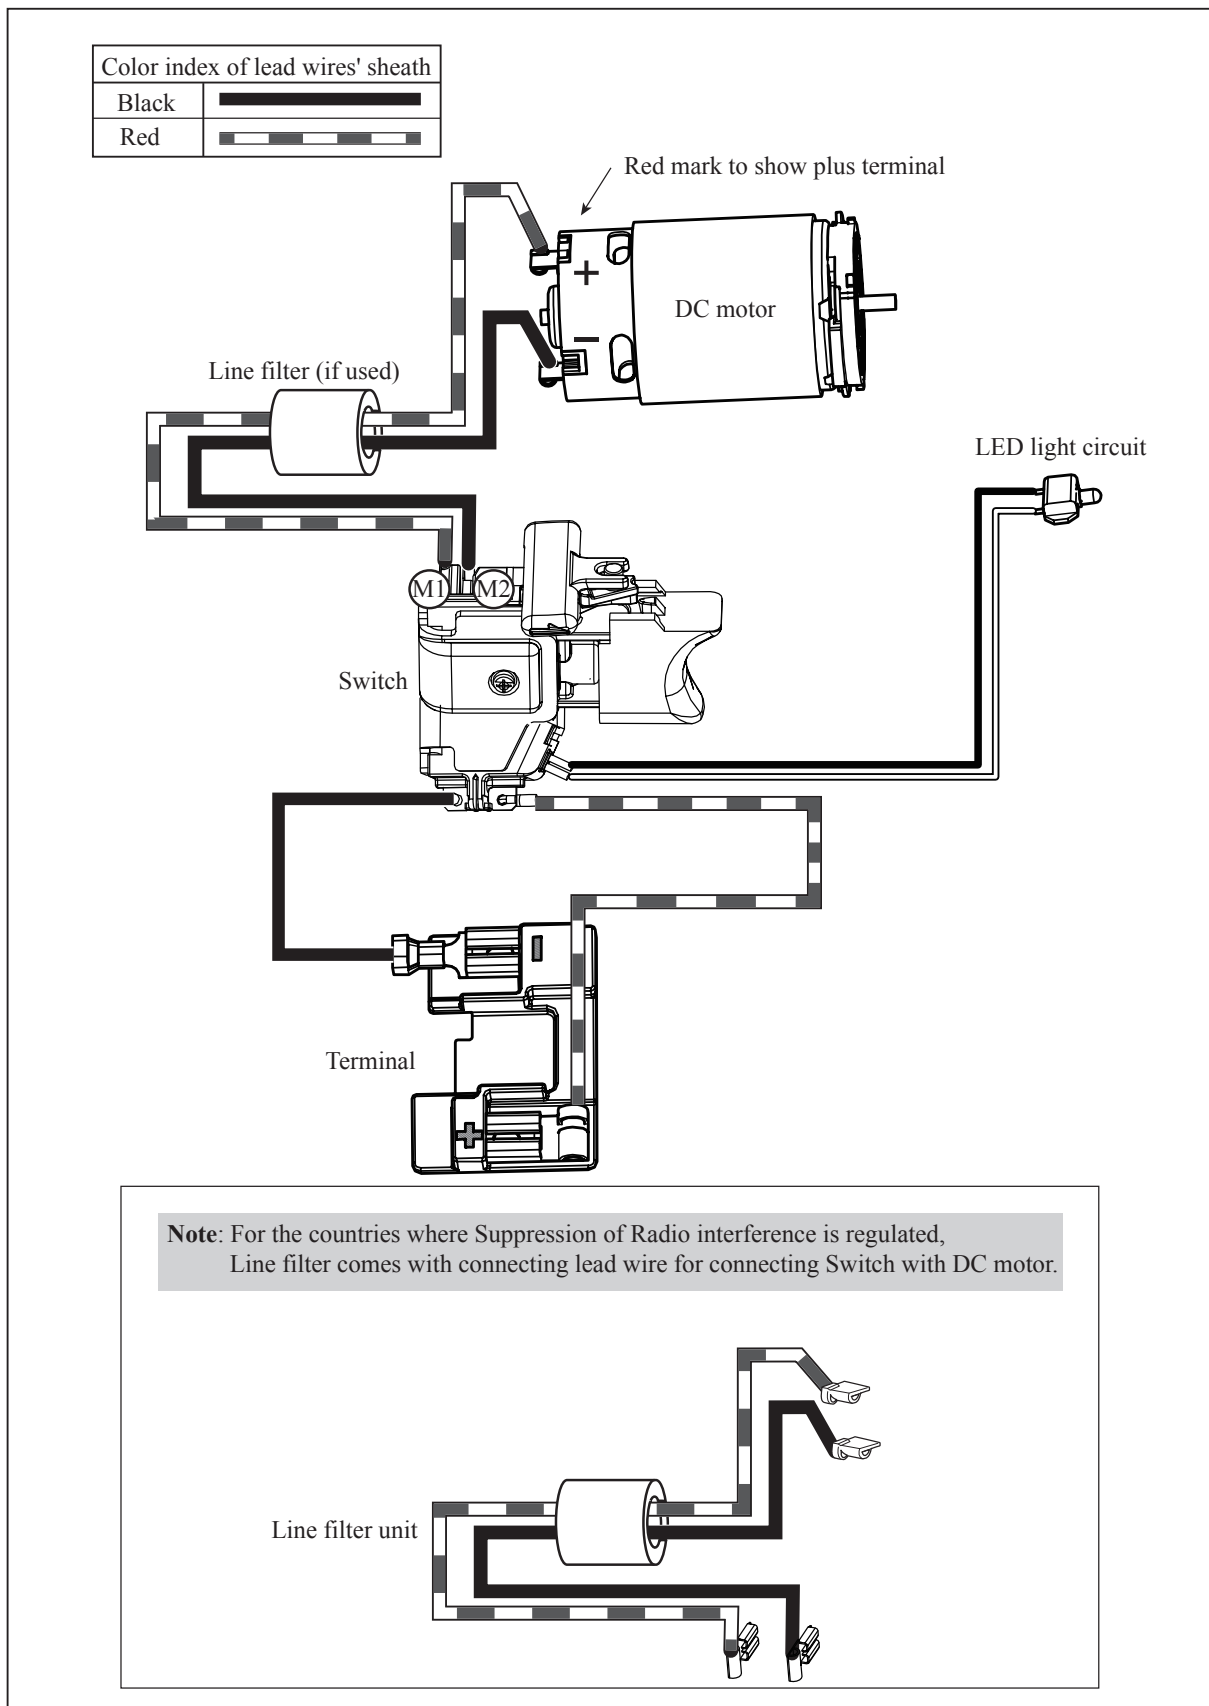 Color index of lead wires' sheath
Black
Red
Red mark to show plus terminal
+
DC motor
−
Line filter (if used)
LED light circuit
M1 M2
Switch
−
Terminal
+
Note: For the countries where Suppression of Radio interference is regulated,
Line filter comes with connecting lead wire for connecting Switch with DC motor.
Line filter unit